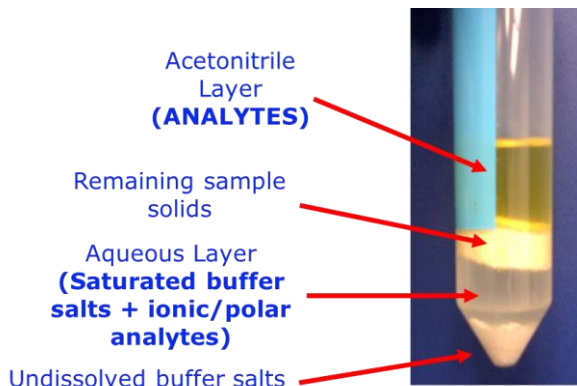 Acetonitrile
Layer
(ANALYTES)
Remaining sample
solids
Aqueous Layer
(Saturated buffer
salts + ionic/polar
analytes)
Undissolved buffer salts